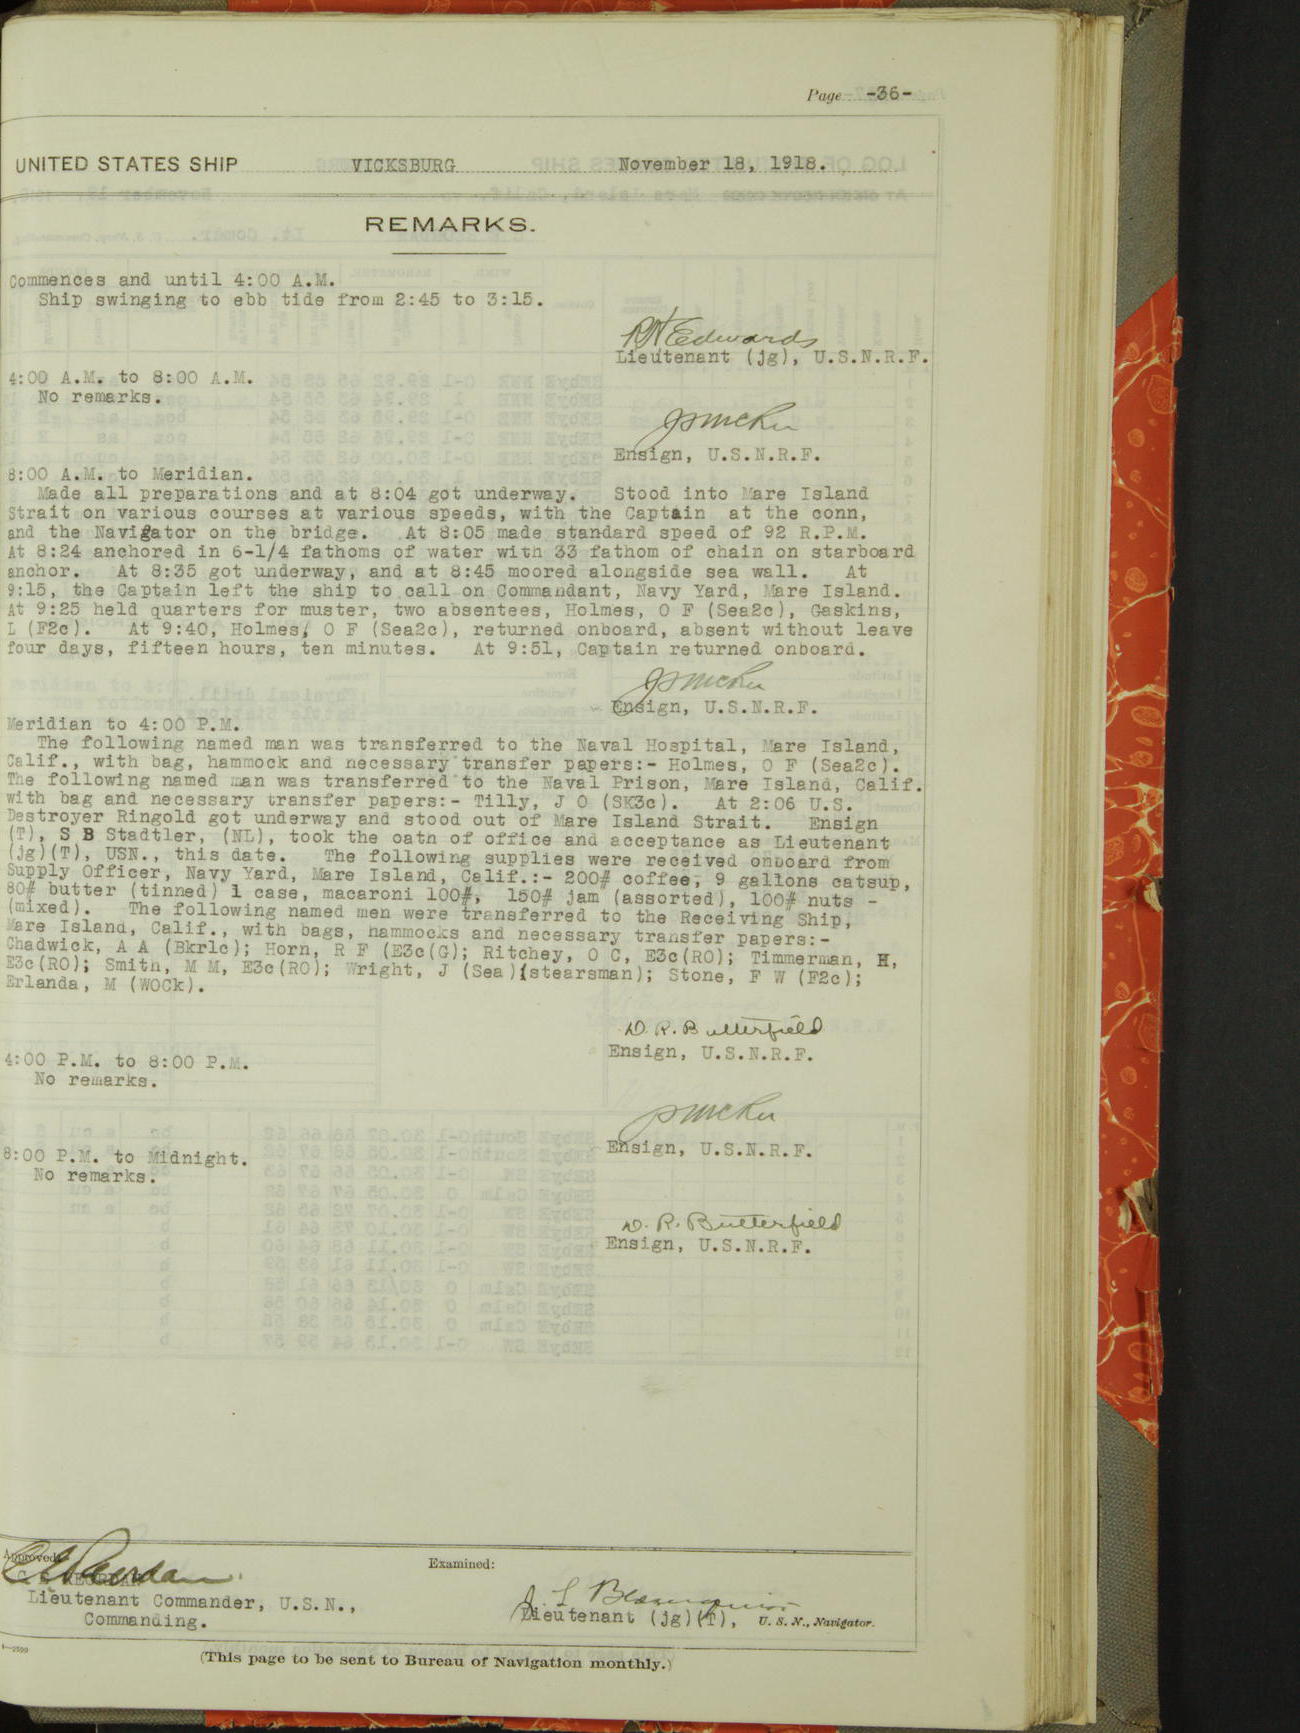 Page -36-
UNITED STATES SHIP VICKSBURG November 18, 1918.
REMARKS.
Commences and until 4:00 A.M.
Ship swinging to ebb tide from 2:45 to 3:15.
R H Edwards
Lieutenant (jg), U.S.N.R.F.
4:00 A.M. to 8:00 A.M.
No remarks.
Ensign, U.S.N.R.F.
8:00 A.M. to Meridian.
Made all preparations and at 8:04 got underway. Stood into Mare Island
Strait on various courses at various speeds, with the Captain at the conn,
and the Navigator on the bridge. At 8:05 made standard speed of 92 R.P.M.
At 8:24 anchored in 6-1/4 fathoms of water with 33 fathom of chain on starboard
anchor. At 8:35 got underway, and at 8:45 moored alongside sea wall. At
9:15, the Captain left the ship to call on Commandant, Navy Yard, Mare Island.
At 9:25 held quarters for muster, two absentees, Holmes, O F (Sea2c), Gaskins,
L (F2c). At 9:40, Holmes, O F (Sea2c), returned onboard, absent without leave
four days, fifteen hours, ten minutes. At 9:51, Captain returned onboard.
Ensign, U.S.N.R.F.
Meridian to 4:00 P.M.
The following named man was transferred to the Naval Hospital, Mare Island,
Calif., with bag, hammock and necessary transfer papers:- Holmes, O F (Sea2c).
The following named man was transferred to the Naval Prison, Mare Island, Calif.
with bag and necessary transfer papers:- Tilly, J O (SK3c). At 2:06 U.S.
Destroyer Ringold got underway and stood out of Mare Island Strait. Ensign
(T), S B Stadtler, (NL), took the oath of office and acceptance as Lieutenant
(jg)(T), USN., this date. The following supplies were received onboard from
Supply Officer, Navy Yard, Mare Island, Calif.:- 200# coffee, 9 gallons catsup,
80# butter (tinned) 1 case, macaroni 100#, 150# jam (assorted), 100# nuts -
(mixed). The following named men were transferred to the Receiving Ship,
Mare Island, Calif., with bags, hammocks and necessary transfer papers:-
Chadwick, A A (Bkr1c); Horn, R F (E3c(G); Ritchey, O C, E3c(RO); Timmerman, H,
E3c(RO); Smith, M M, E3c(RO); Wright, J (Sea)(stearsman); Stone, F W (F2c);
Erlanda, M (WOCk).
D. R. Butterfield
Ensign, U.S.N.R.F.
4:00 P.M. to 8:00 P.M.
No remarks.
Ensign, U.S.N.R.F.
8:00 P.M. to Midnight.
No remarks.
D. R. Butterfield
Ensign, U.S.N.R.F.
Approved:
Examined:
Lieutenant Commander, U.S.N.,
Commanding.
Lieutenant (jg)(T), U. S. N., Navigator.
(This page to be sent to Bureau of Navigation monthly.)